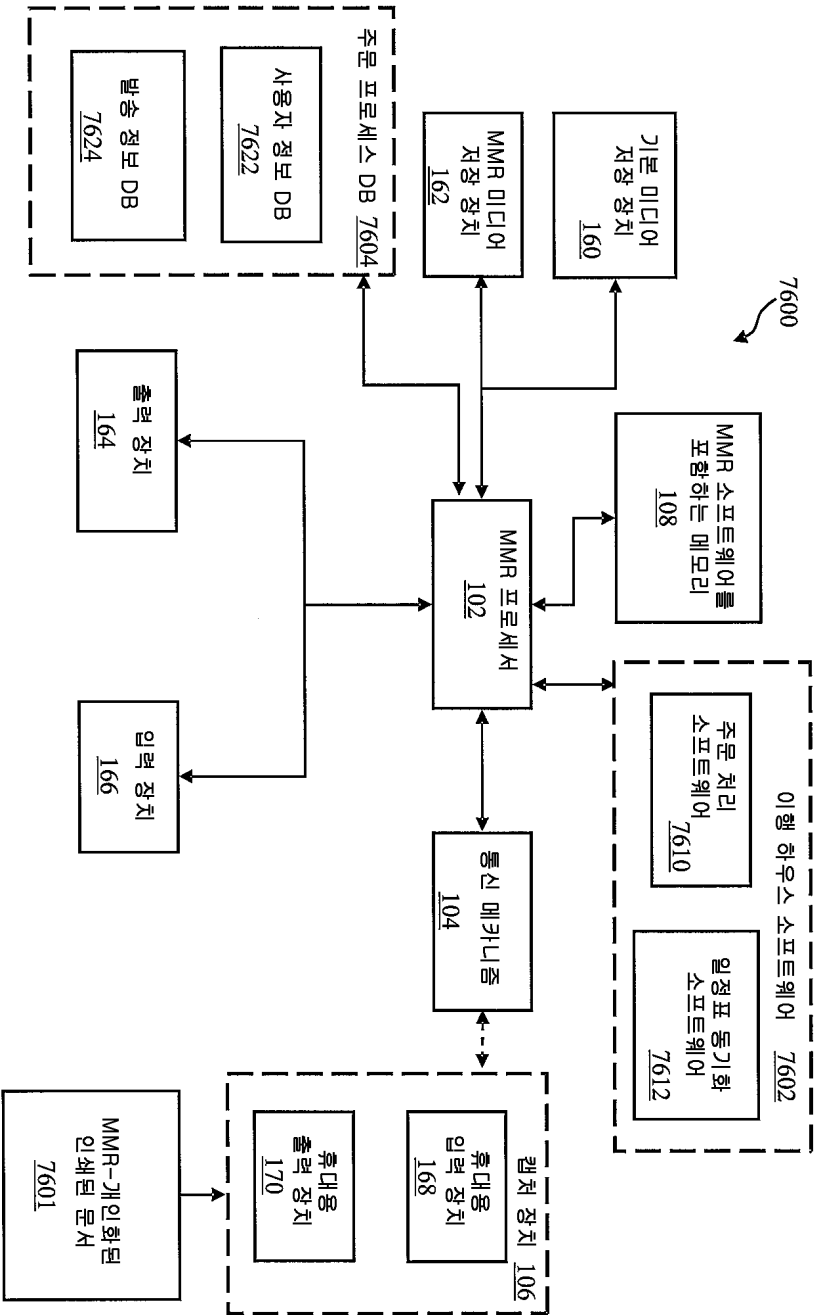 7600
이행 하우스 소프트웨어 7602
MMR 소프트웨어를
포함하는 메모리
108
주문 처리
소프트웨어
7610
일정표 동기화
소프트웨어
7612
기본 미디어
저장 장치
160
MMR 미디어
저장 장치
162
MMR 프로세서
102
통신 메카니즘
104
캡처 장치 106
휴대용
입력 장치
168
휴대용
출력 장치
170
주문 프로세스 DB 7604
사용자 정보 DB
7622
발송 정보 DB
7624
출력 장치
164
입력 장치
166
MMR-개인화된
인쇄된 문서
7601